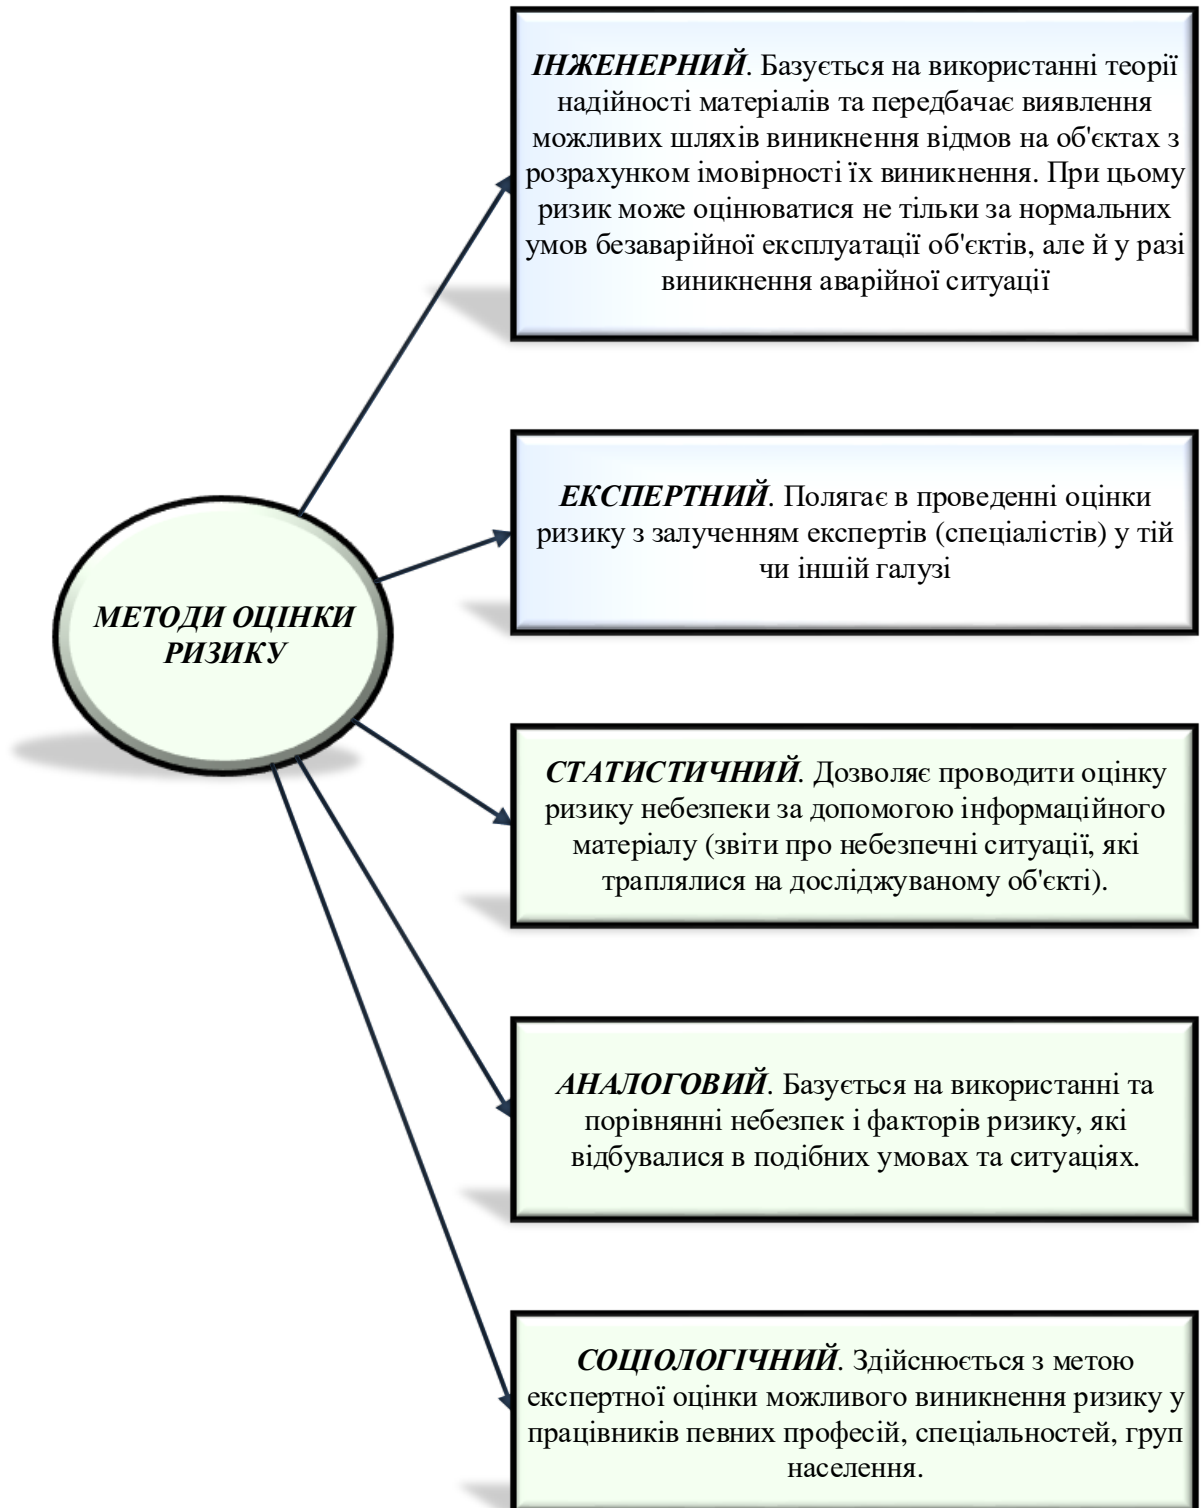 ІНЖЕНЕРНИЙ. Базується на використанні теорії
надійності матеріалів та передбачає виявлення
можливих шляхів виникнення відмов на об'єктах з
розрахунком імовірності їх виникнення. При цьому
ризик може оцінюватися не тільки за нормальних
умов безаварійної експлуатації об'єктів, але й у разі
виникнення аварійної ситуації
ЕКСПЕРТНИЙ. Полягає в проведенні оцінки
ризику з залученням експертів (спеціалістів) у тій
чи іншій галузі
МЕТОДИ ОЦІНКИ
РИЗИКУ
СТАТИСТИЧНИЙ. Дозволяє проводити оцінку
ризику небезпеки за допомогою інформаційного
матеріалу (звіти про небезпечні ситуації, які
траплялися на досліджуваному об'єкті).
АНАЛОГОВИЙ. Базується на використанні та
порівнянні небезпек і факторів ризику, які
відбувалися в подібних умовах та ситуаціях.
СОЦІОЛОГІЧНИЙ. Здійснюється з метою
експертної оцінки можливого виникнення ризику у
працівників певних професій, спеціальностей, груп
населення.